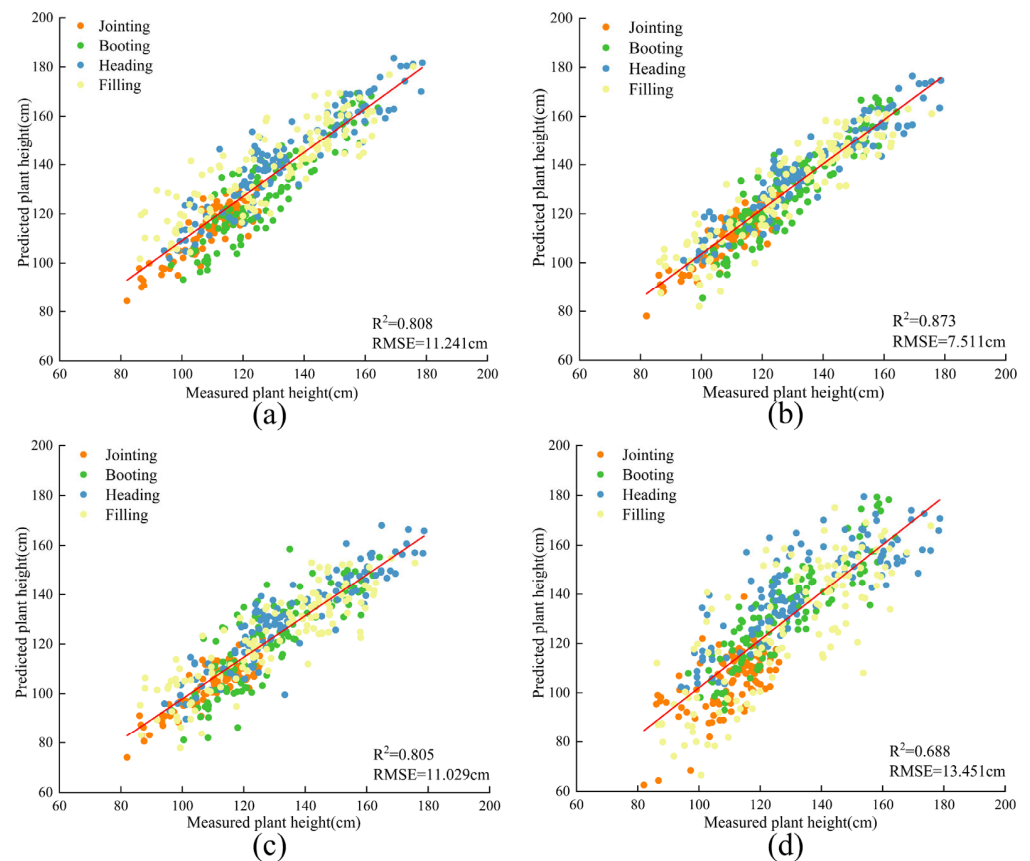 200
180
160
140
120
100
80
60
Predicted plant height(cm)
Jointing
Booting
Heading
Filling
R²=0.808
RMSE=11.241cm
60 80 100 120 140 160 180 200
Measured plant height(cm)
(a)
200
180
160
140
120
100
80
60
Predicted plant height(cm)
Jointing
Booting
Heading
Filling
R²=0.873
RMSE=7.511cm
60 80 100 120 140 160 180 200
Measured plant height(cm)
(b)
200
180
160
140
120
100
80
60
Predicted plant height(cm)
Jointing
Booting
Heading
Filling
R²=0.805
RMSE=11.029cm
60 80 100 120 140 160 180 200
Measured plant height(cm)
(c)
200
180
160
140
120
100
80
60
Predicted plant height(cm)
Jointing
Booting
Heading
Filling
R²=0.688
RMSE=13.451cm
60 80 100 120 140 160 180 200
Measured plant height(cm)
(d)